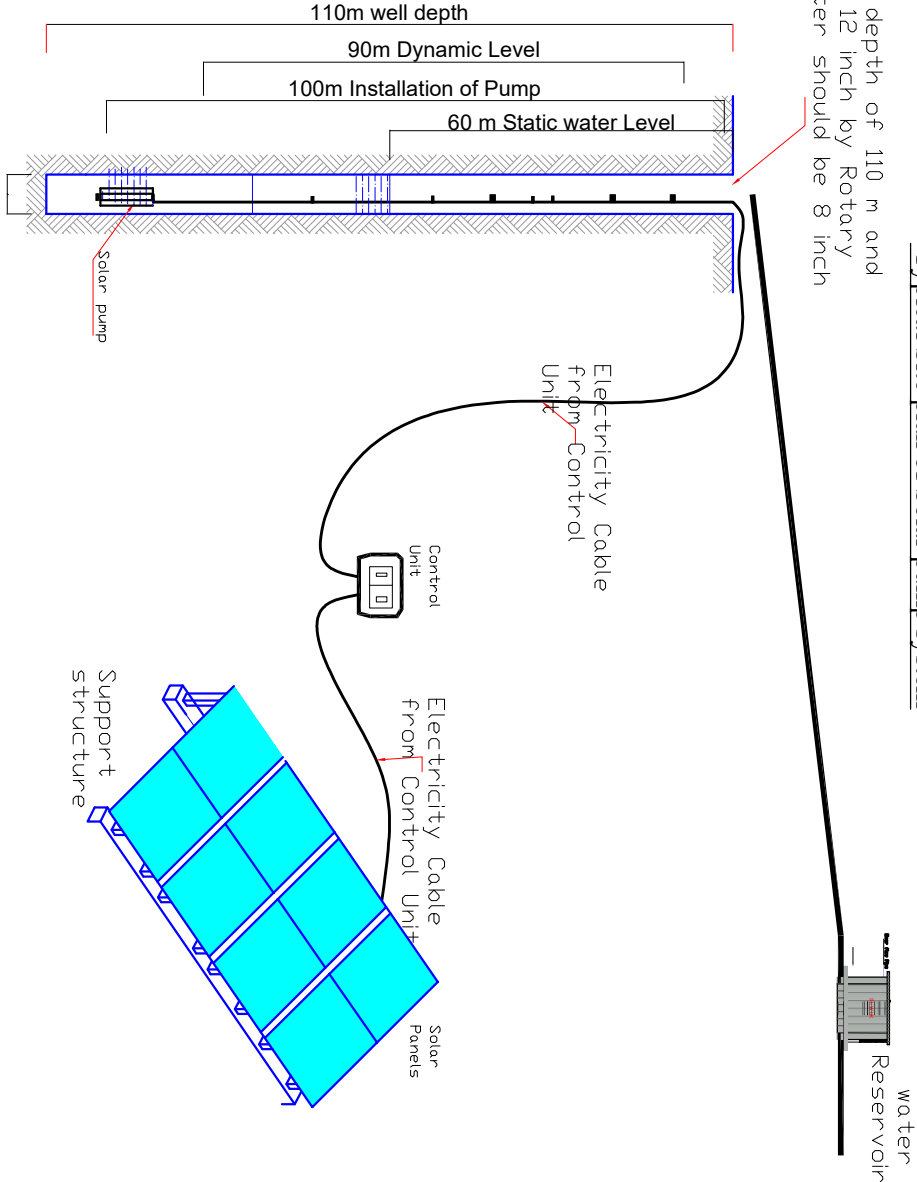 110m well depth
90m Dynamic Level
100m Installation of Pump
60 m Static water Level
depth of 110 m and
12 inch by Rotary
ter should be 8 inch
Solar pump
Electricity Cable
from Control
Unit
Control
Unit
Electricity Cable
from Control Unit
Support
structure
Solar
Panels
water
Reservoir